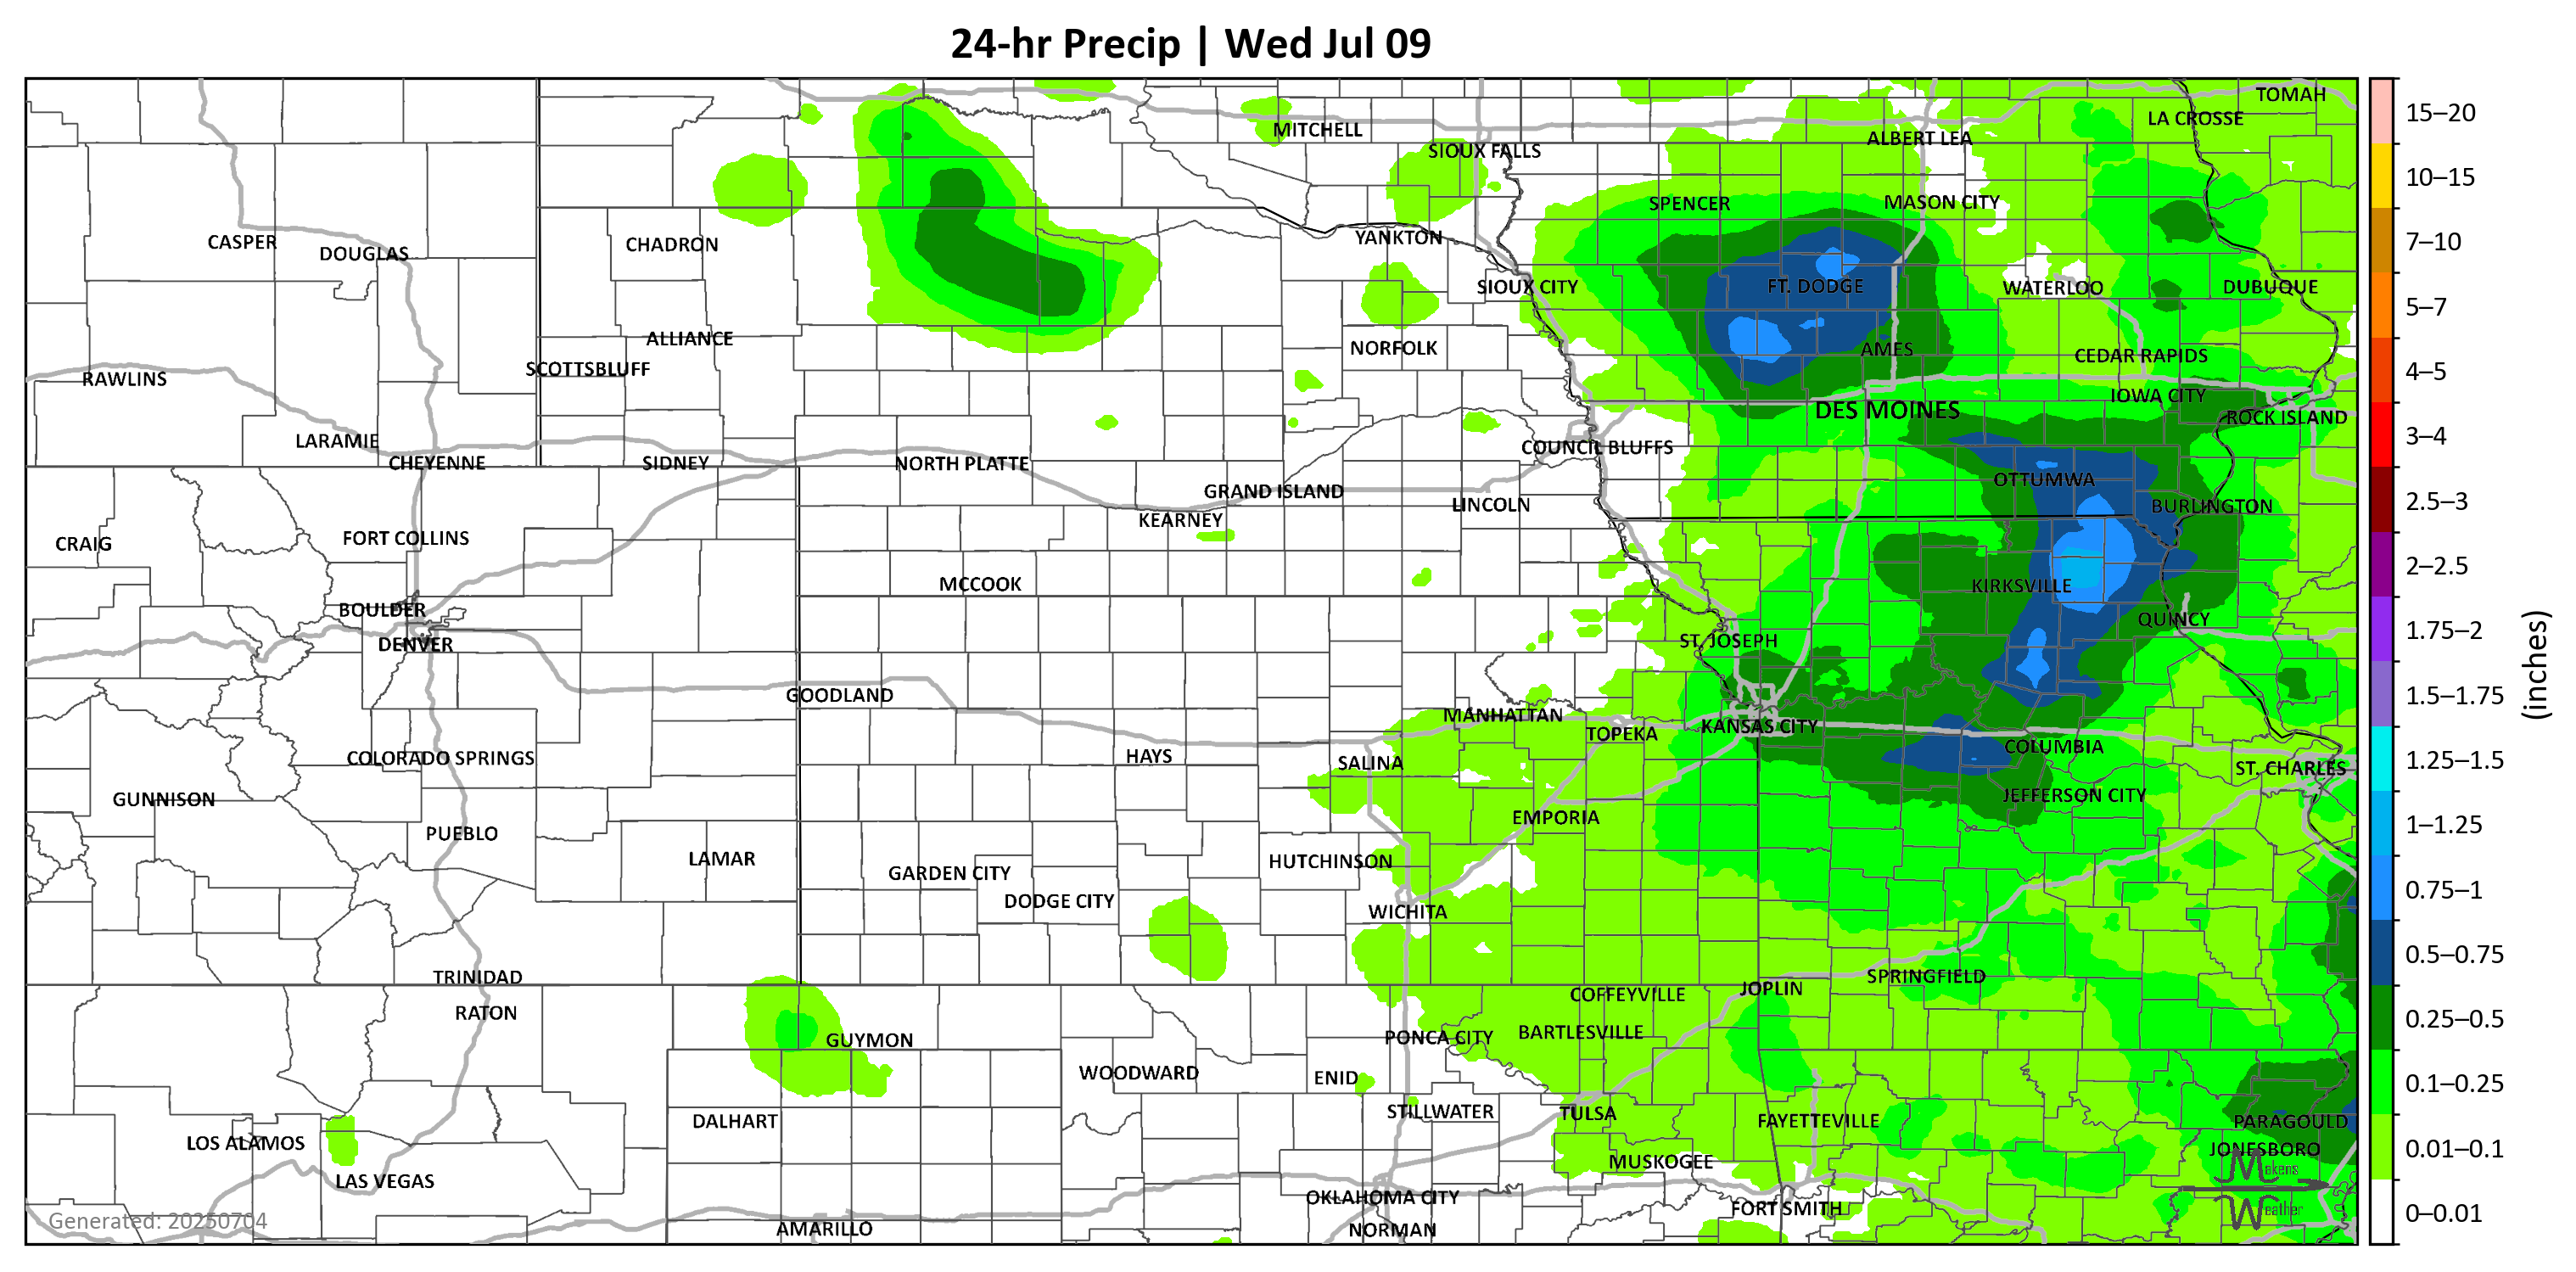 24-hr Precip | Wed Jul 09
TOMAH
LA CROSSE
MITCHELL
ALBERT LEA
SIOUX FALLS
SPENCER
MASON CITY
YANKTON
CASPER
DOUGLAS
CHADRON
SIOUX CITY
FT. DODGE
WATERLOO
DUBUQUE
ALLIANCE
NORFOLK
AMES
CEDAR RAPIDS
SCOTTSBLUFF
RAWLINS
IOWA CITY
DES MOINES
ROCK ISLAND
LARAMIE
COUNCIL BLUFFS
CHEYENNE
SIDNEY
NORTH PLATTE
OTTUMWA
GRAND ISLAND
LINCOLN
BURLINGTON
KEARNEY
FORT COLLINS
CRAIG
MCCOOK
KIRKSVILLE
BOULDER
QUINCY
DENVER
ST. JOSEPH
GOODLAND
MANHATTAN
KANSAS CITY
TOPEKA
COLUMBIA
COLORADO SPRINGS
HAYS
SALINA
ST. CHARLES
GUNNISON
JEFFERSON CITY
EMPORIA
PUEBLO
LAMAR
HUTCHINSON
GARDEN CITY
DODGE CITY
WICHITA
TRINIDAD
SPRINGFIELD
JOPLIN
COFFEYVILLE
RATON
BARTLESVILLE
PONCA CITY
GUYMON
WOODWARD
ENID
STILLWATER
TULSA
DALHART
FAYETTEVILLE
PARAGOULD
LOS ALAMOS
JONESBORO
MUSKOGEE
LAS VEGAS
OKLAHOMA CITY
FORT SMITH
AMARILLO
NORMAN
Generated: 20250704
Makens
Weather
15–20
10–15
7–10
5–7
4–5
3–4
2.5–3
2–2.5
1.75–2
1.5–1.75
1.25–1.5
1–1.25
0.75–1
0.5–0.75
0.25–0.5
0.1–0.25
0.01–0.1
0–0.01
(inches)